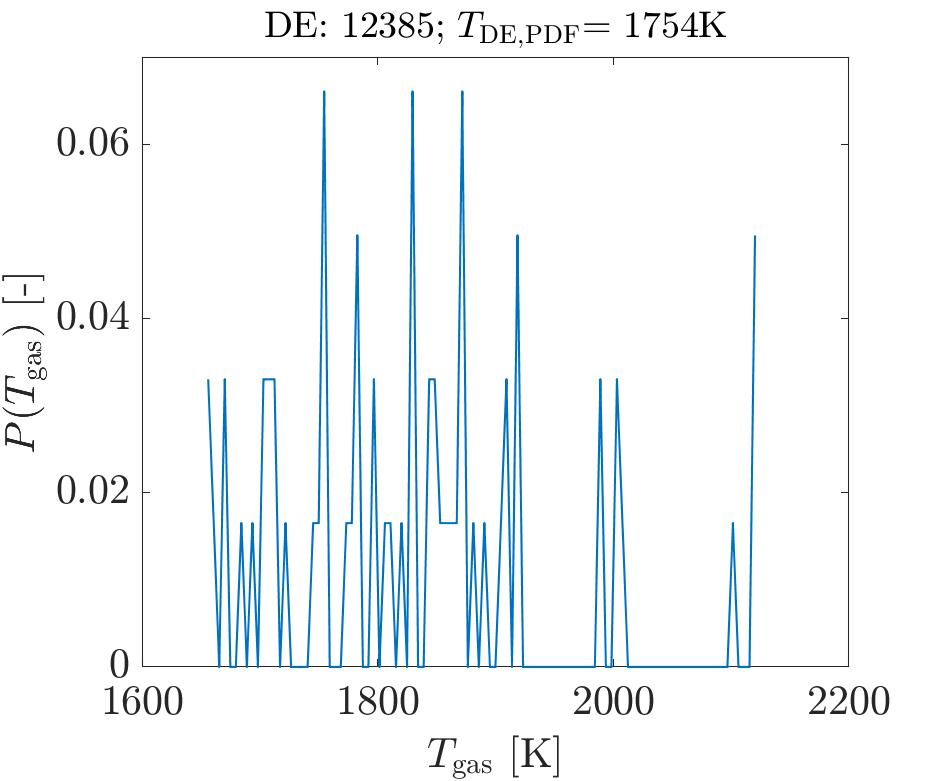 DE: 12385; T_DE,PDF= 1754K
0.06
0.04
0.02
0
P(T_gas) [-]
1600 1800 2000 2200
T_gas [K]